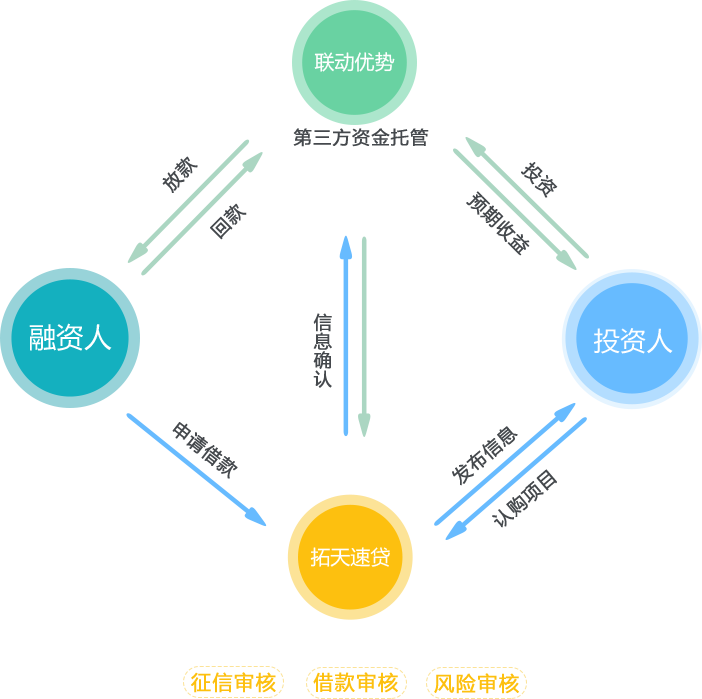 联动优势
第三方资金托管
放款
回款
投资
预期收益
融资人
信息确认
投资人
申请借款
发布信息
认购项目
拓天速贷
征信审核
借款审核
风险审核